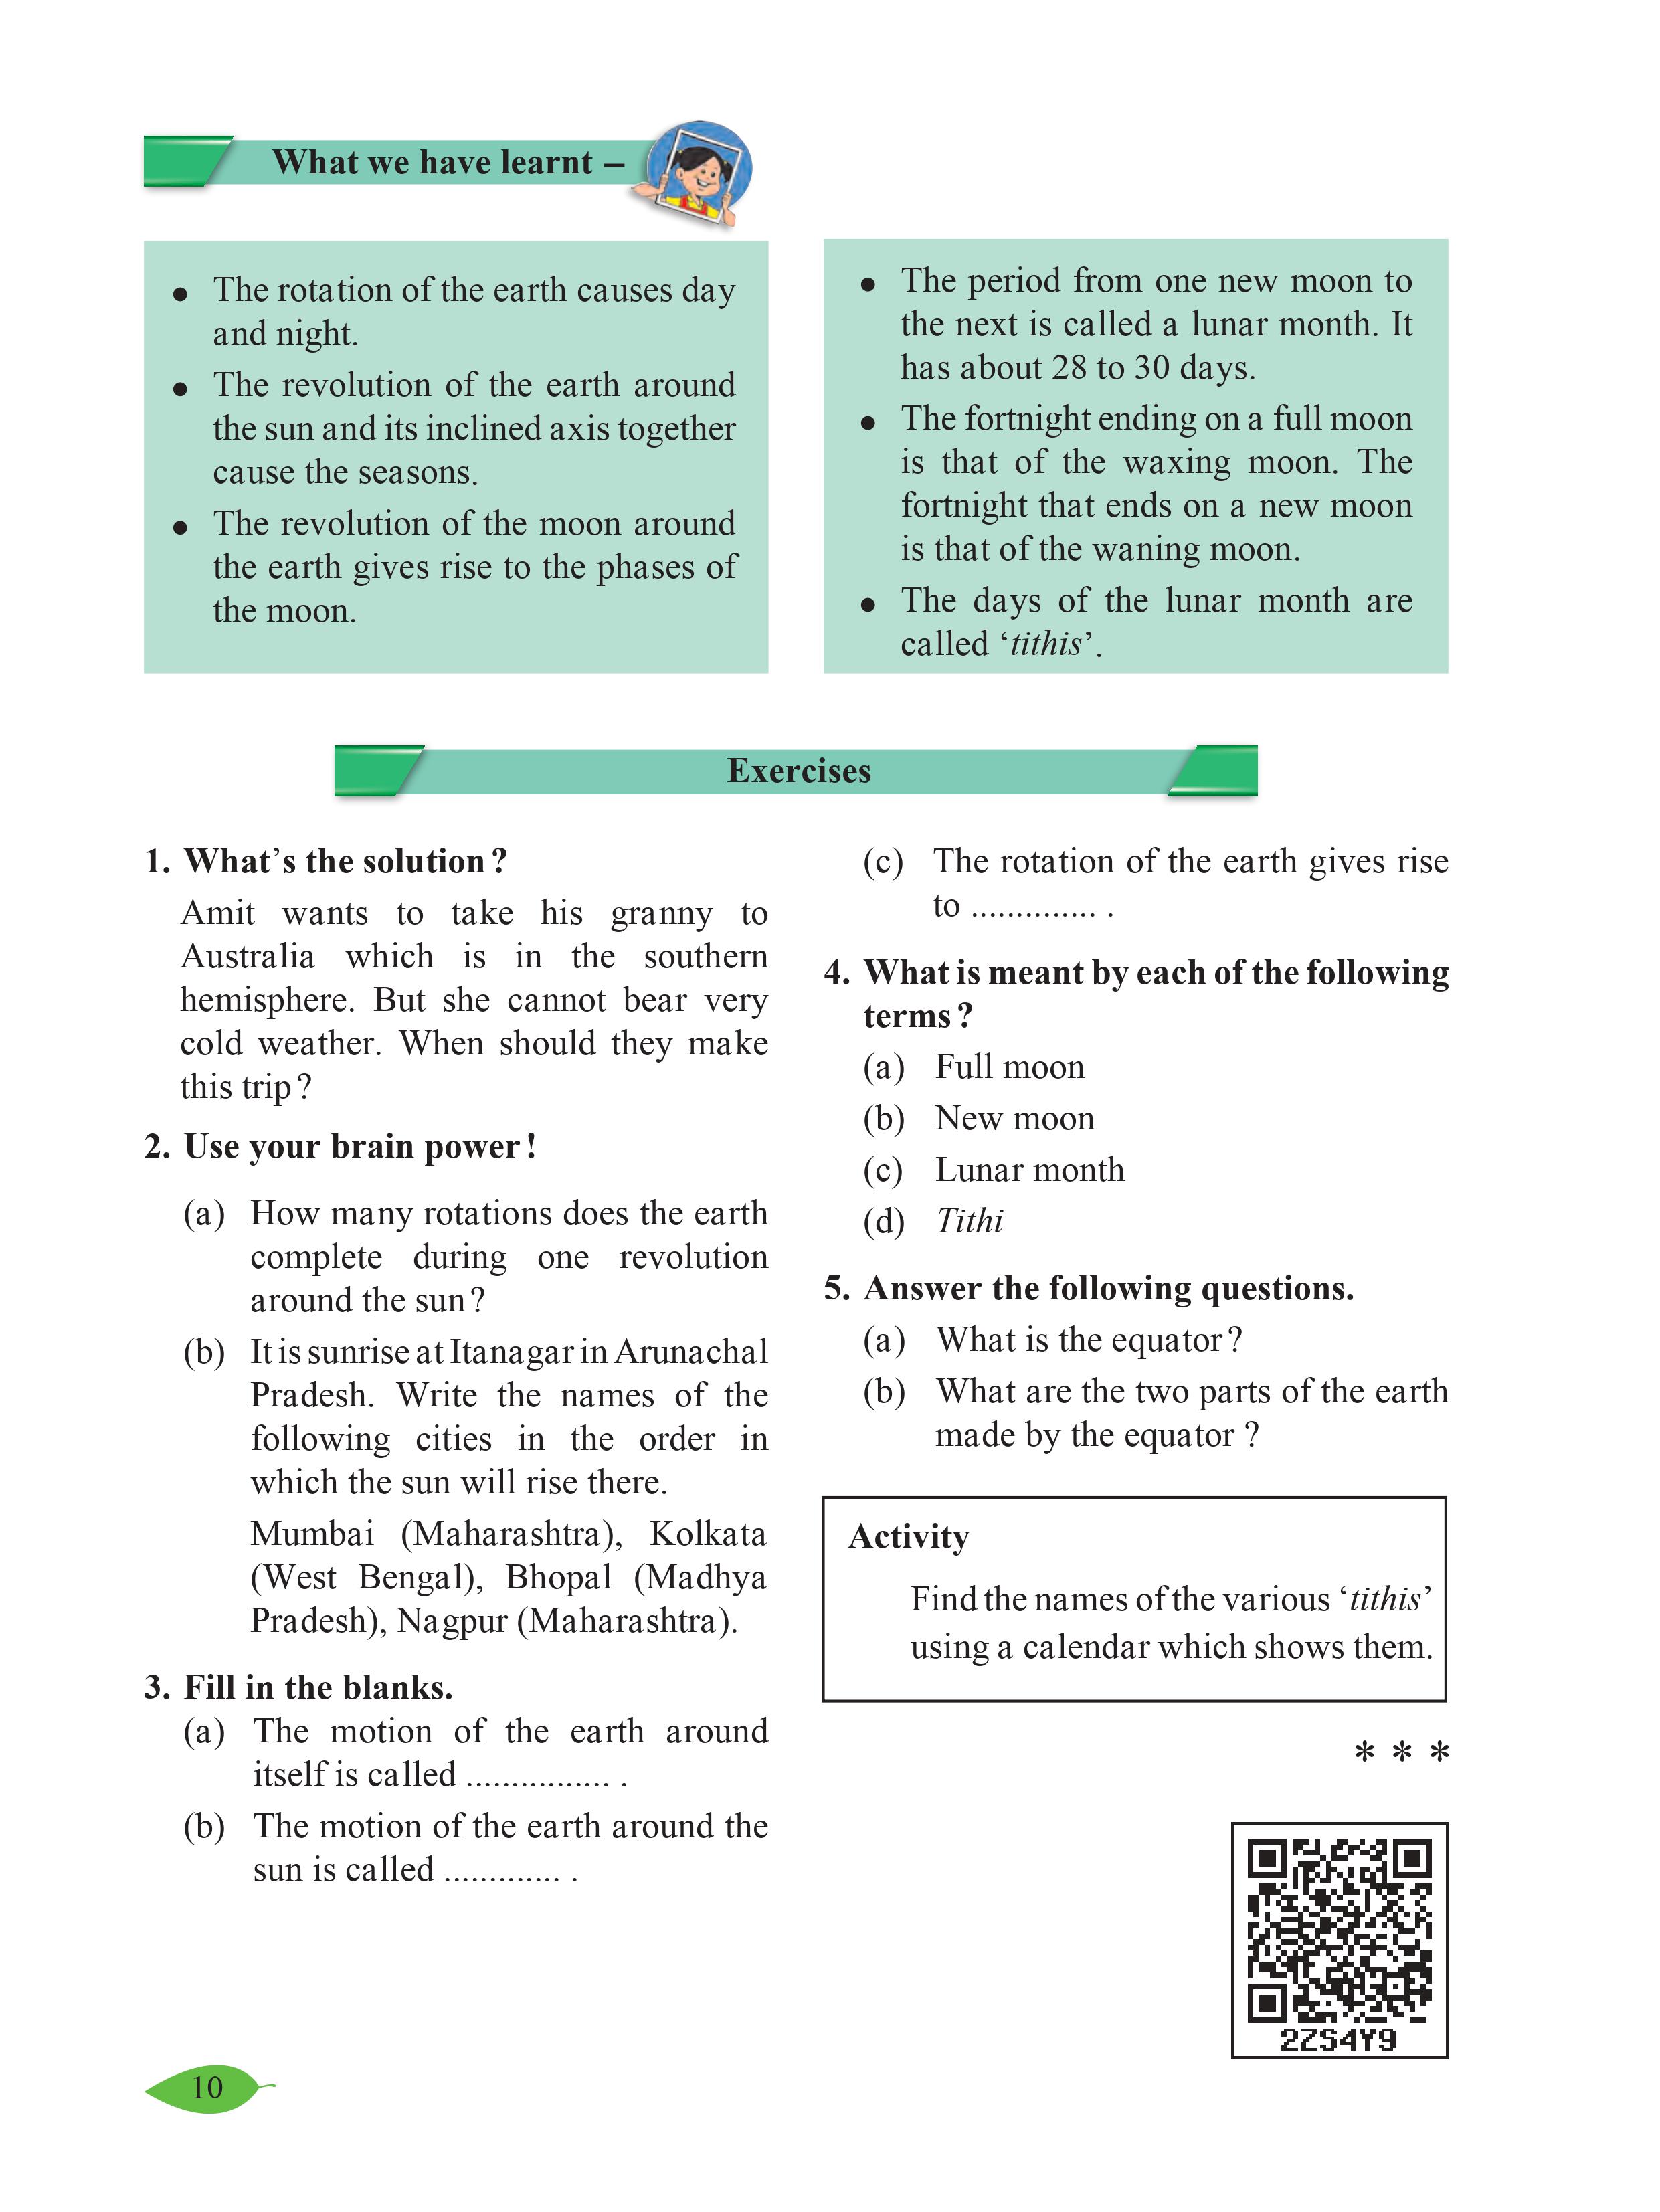 What we have learnt –
● The rotation of the earth causes day
and night.
● The revolution of the earth around
the sun and its inclined axis together
cause the seasons.
● The revolution of the moon around
the earth gives rise to the phases of
the moon.
● The period from one new moon to
the next is called a lunar month. It
has about 28 to 30 days.
● The fortnight ending on a full moon
is that of the waxing moon. The
fortnight that ends on a new moon
is that of the waning moon.
● The days of the lunar month are
called ‘tithis’.
Exercises
1. What’s the solution ?
Amit wants to take his granny to
Australia which is in the southern
hemisphere. But she cannot bear very
cold weather. When should they make
this trip ?
2. Use your brain power !
(a) How many rotations does the earth
complete during one revolution
around the sun ?
(b) It is sunrise at Itanagar in Arunachal
Pradesh. Write the names of the
following cities in the order in
which the sun will rise there.
Mumbai (Maharashtra), Kolkata
(West Bengal), Bhopal (Madhya
Pradesh), Nagpur (Maharashtra).
3. Fill in the blanks.
(a) The motion of the earth around
itself is called ................ .
(b) The motion of the earth around the
sun is called ............. .
(c) The rotation of the earth gives rise
to .............. .
4. What is meant by each of the following
terms ?
(a) Full moon
(b) New moon
(c) Lunar month
(d) Tithi
5. Answer the following questions.
(a) What is the equator ?
(b) What are the two parts of the earth
made by the equator ?
Activity
Find the names of the various ‘tithis’
using a calendar which shows them.
* * *
2ZS4Y9
10